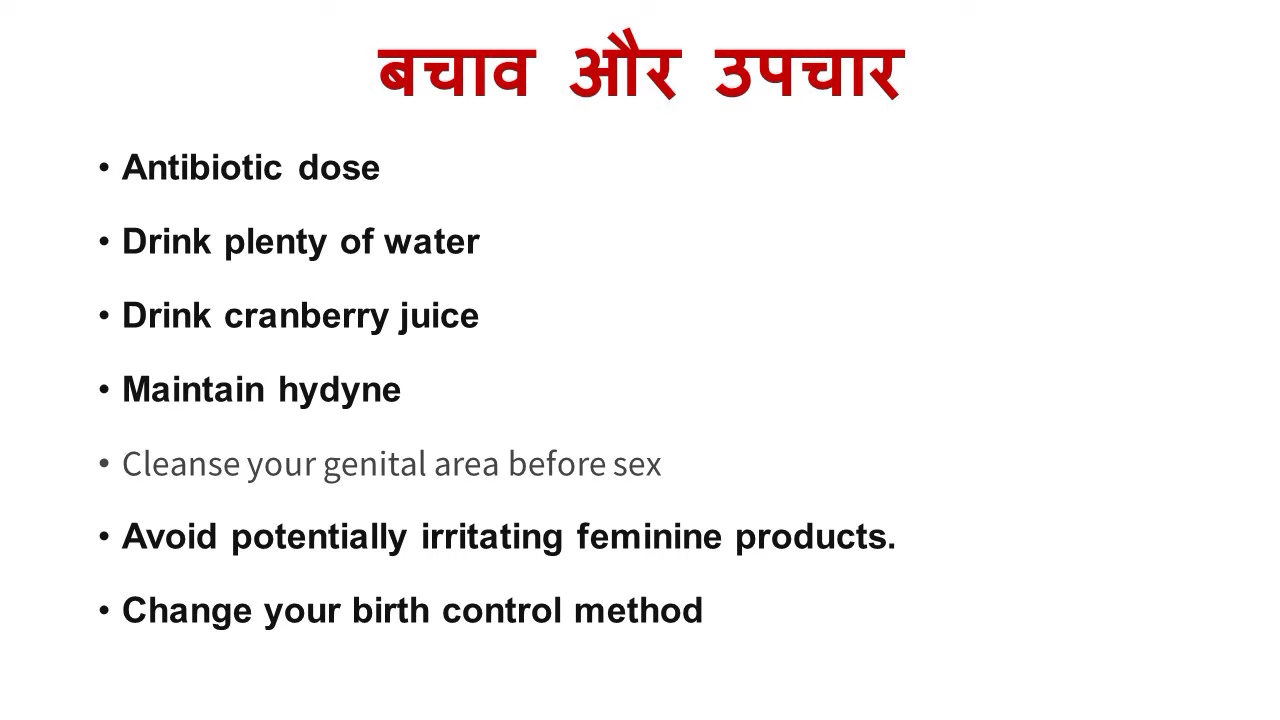 बचाव और उपचार
• Antibiotic dose
• Drink plenty of water
• Drink cranberry juice
• Maintain hydyne
• Cleanse your genital area before sex
• Avoid potentially irritating feminine products.
• Change your birth control method